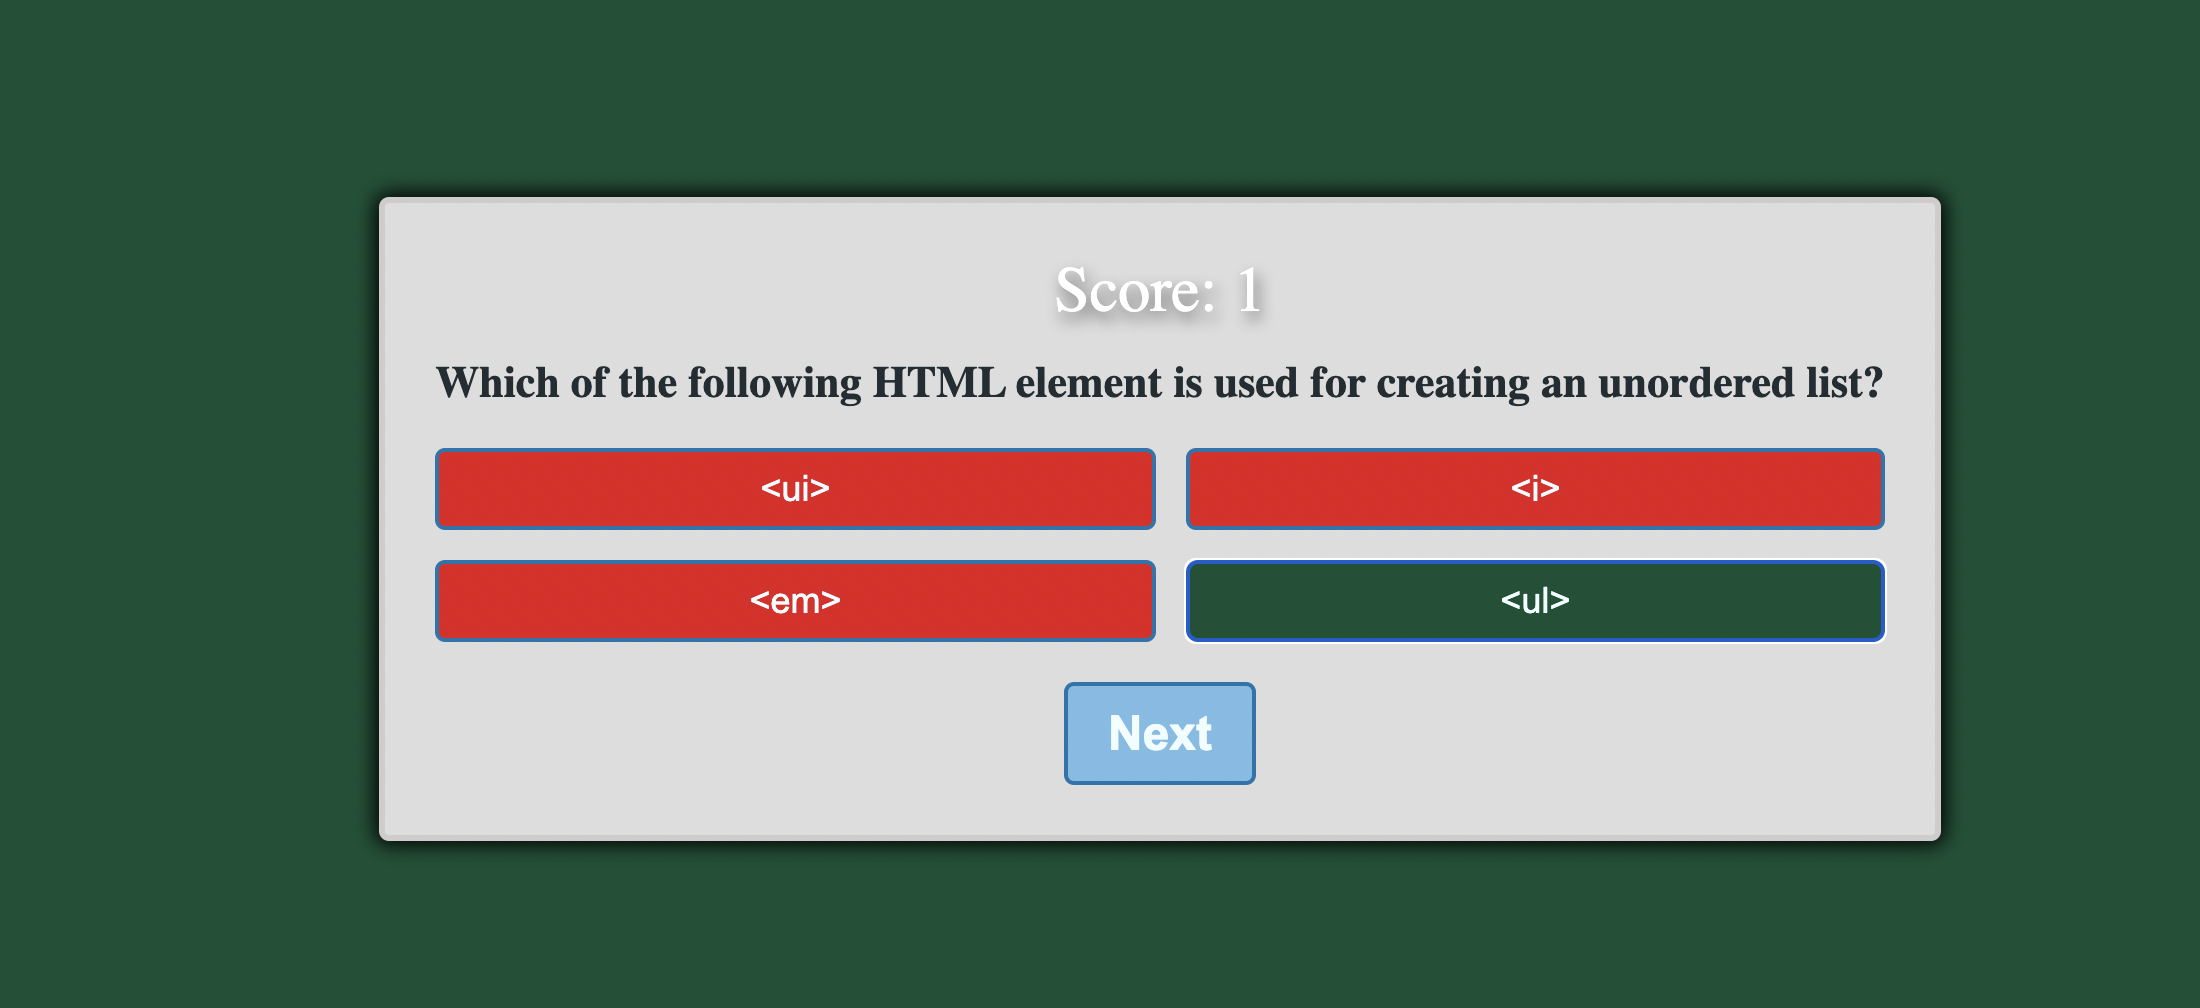 Score: 1
Which of the following HTML element is used for creating an unordered list?
<ui>
<i>
<em>
<ul>
Next